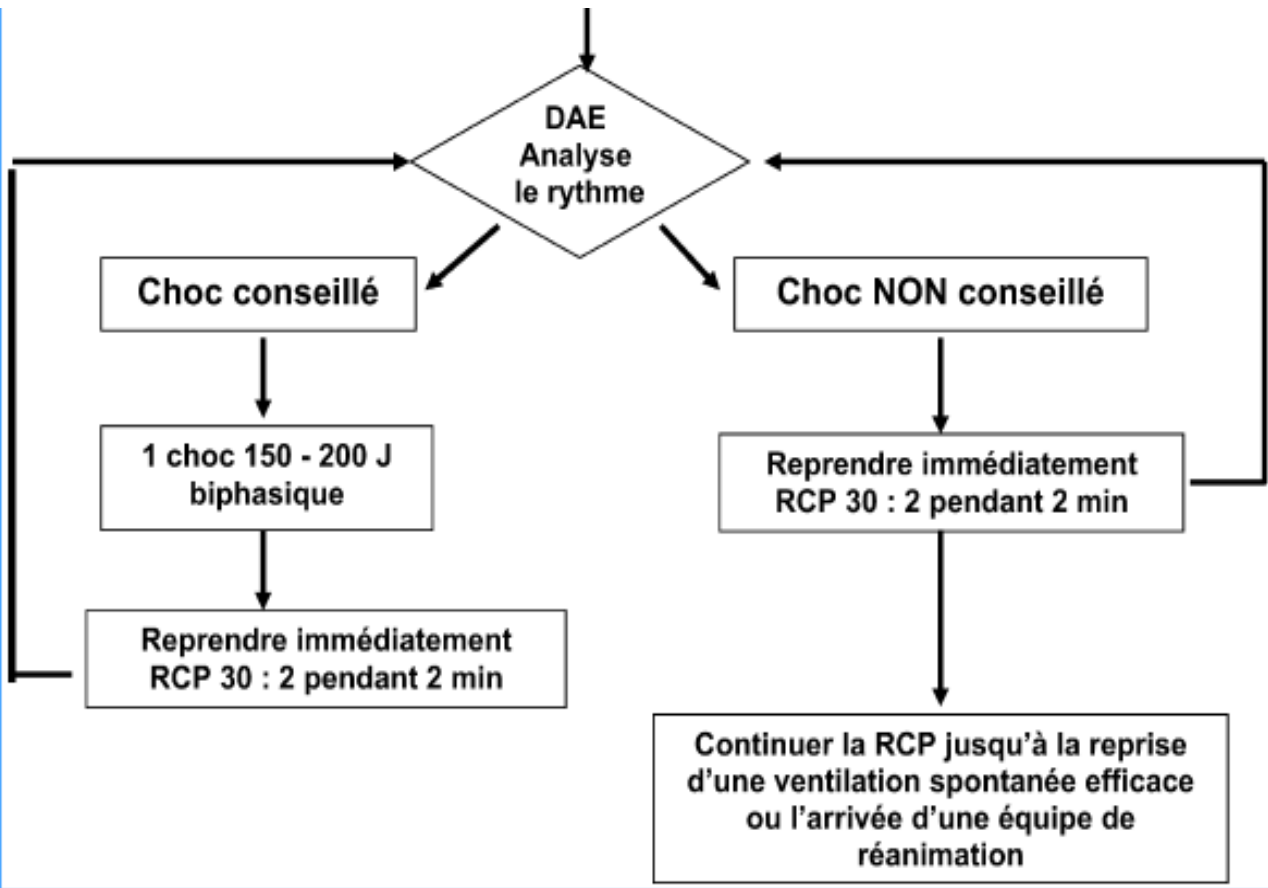 DAE
Analyse
le rythme
Choc conseillé
Choc NON conseillé
1 choc 150 - 200 J
biphasique
Reprendre immédiatement
RCP 30 : 2 pendant 2 min
Reprendre immédiatement
RCP 30 : 2 pendant 2 min
Continuer la RCP jusqu’à la reprise
d’une ventilation spontanée efficace
ou l’arrivée d’une équipe de
réanimation